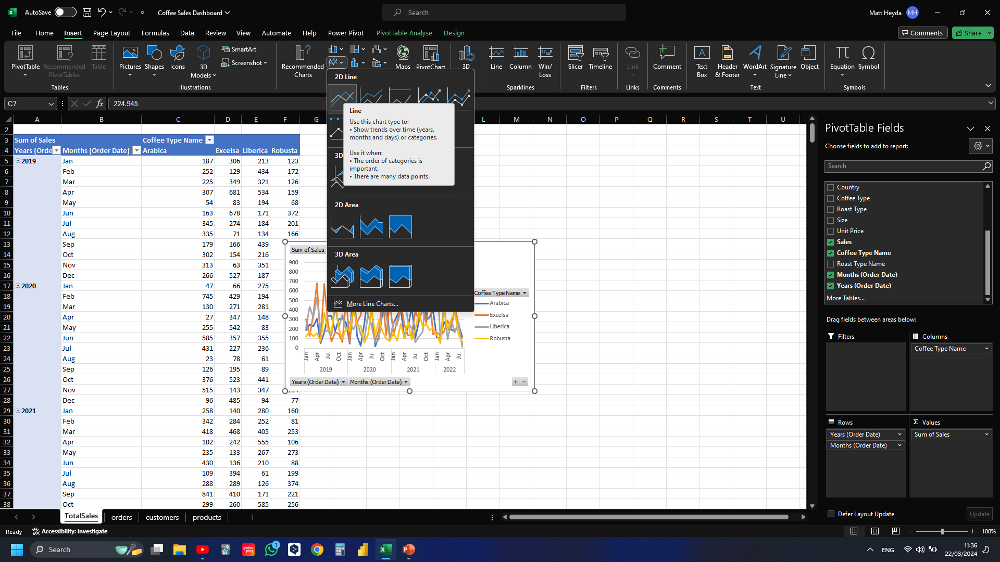 AutoSave
Coffee Sales Dashboard
Search
Matt Heyda
MH
File
Home
Insert
Page Layout
Formulas
Data
Review
View
Automate
Help
Power Pivot
PivotTable Analyse
Design
Comments
Share
PivotTable
Recommended PivotTables
Table
Tables
Pictures
Shapes
Icons
3D Models
SmartArt
Screenshot
Illustrations
Recommended Charts
Maps
PivotChart
3D
Line
Column
Win/Loss
Sparklines
Slicer
Timeline
Filters
Link
Links
Comment
Comments
Text Box
Header & Footer
WordArt
Signature Line
Object
Text
Equation
Symbol
Symbols
C7
fx
224.945
2D Line
Line
Use this chart type to:
• Show trends over time (years,
months and days) or categories.
Use it when:
• The order of categories is
important.
• There are many data points.
3D
2D Area
3D Area
More Line Charts...
A B C D E F G L M N O P Q R S T U
2
3 Sum of Sales Coffee Type Name
4 Years (Orde Months (Order Date) Arabica Excelsa Liberica Robusta
5 2019 Jan 187 306 213 123
6 Feb 252 129 434 172
7 Mar 225 349 321 126
8 Apr 307 681 534 159
9 May 54 83 194 68
10 Jun 163 678 171 372
11 Jul 345 274 184 201
12 Aug 335 71 134 166
13 Sep 179 166 439
14 Oct 302 154 216
15 Nov 313 63 351
16 Dec 266 527 187
17 2020 Jan 47 66 275
18 Feb 745 429 194
19 Mar 130 271 281
20 Apr 27 347 148
21 May 255 542 83
22 Jun 585 357 355
23 Jul 431 227 236
24 Aug 23 78 61
25 Sep 126 195 89
26 Oct 376 523 441
27 Nov 515 143 347
28 Dec 96 485 94 77
29 2021 Jan 258 140 280 160
30 Feb 342 284 252 81
31 Mar 418 468 405 253
32 Apr 102 242 555 106
33 May 235 133 267 273
34 Jun 430 136 210 88
35 Jul 109 394 61 199
36 Aug 288 289 126 374
37 Sep 841 410 171 221
38 Oct 299 260 585 256
Sum of Sales
900
800
700
600
500
400
300
200
100
0
Jan Apr Jul Oct Jan Apr Jul Oct Jan Apr Jul Oct Jan Apr Jul
2019 2020 2021 2022
Coffee Type Name
Arabica
Excelsa
Liberica
Robusta
Years (Order Date)
Months (Order Date)
PivotTable Fields
Choose fields to add to report:
Search
Country
Coffee Type
Roast Type
Size
Unit Price
Sales
Coffee Type Name
Roast Type Name
Months (Order Date)
Years (Order Date)
More Tables...
Drag fields between areas below:
Filters
Columns
Coffee Type Name
Rows
Years (Order Date)
Months (Order Date)
Σ Values
Sum of Sales
Defer Layout Update
Update
TotalSales
orders
customers
products
Ready
Accessibility: Investigate
100%
Search
globo play
1
ENG
11:36
22/03/2024